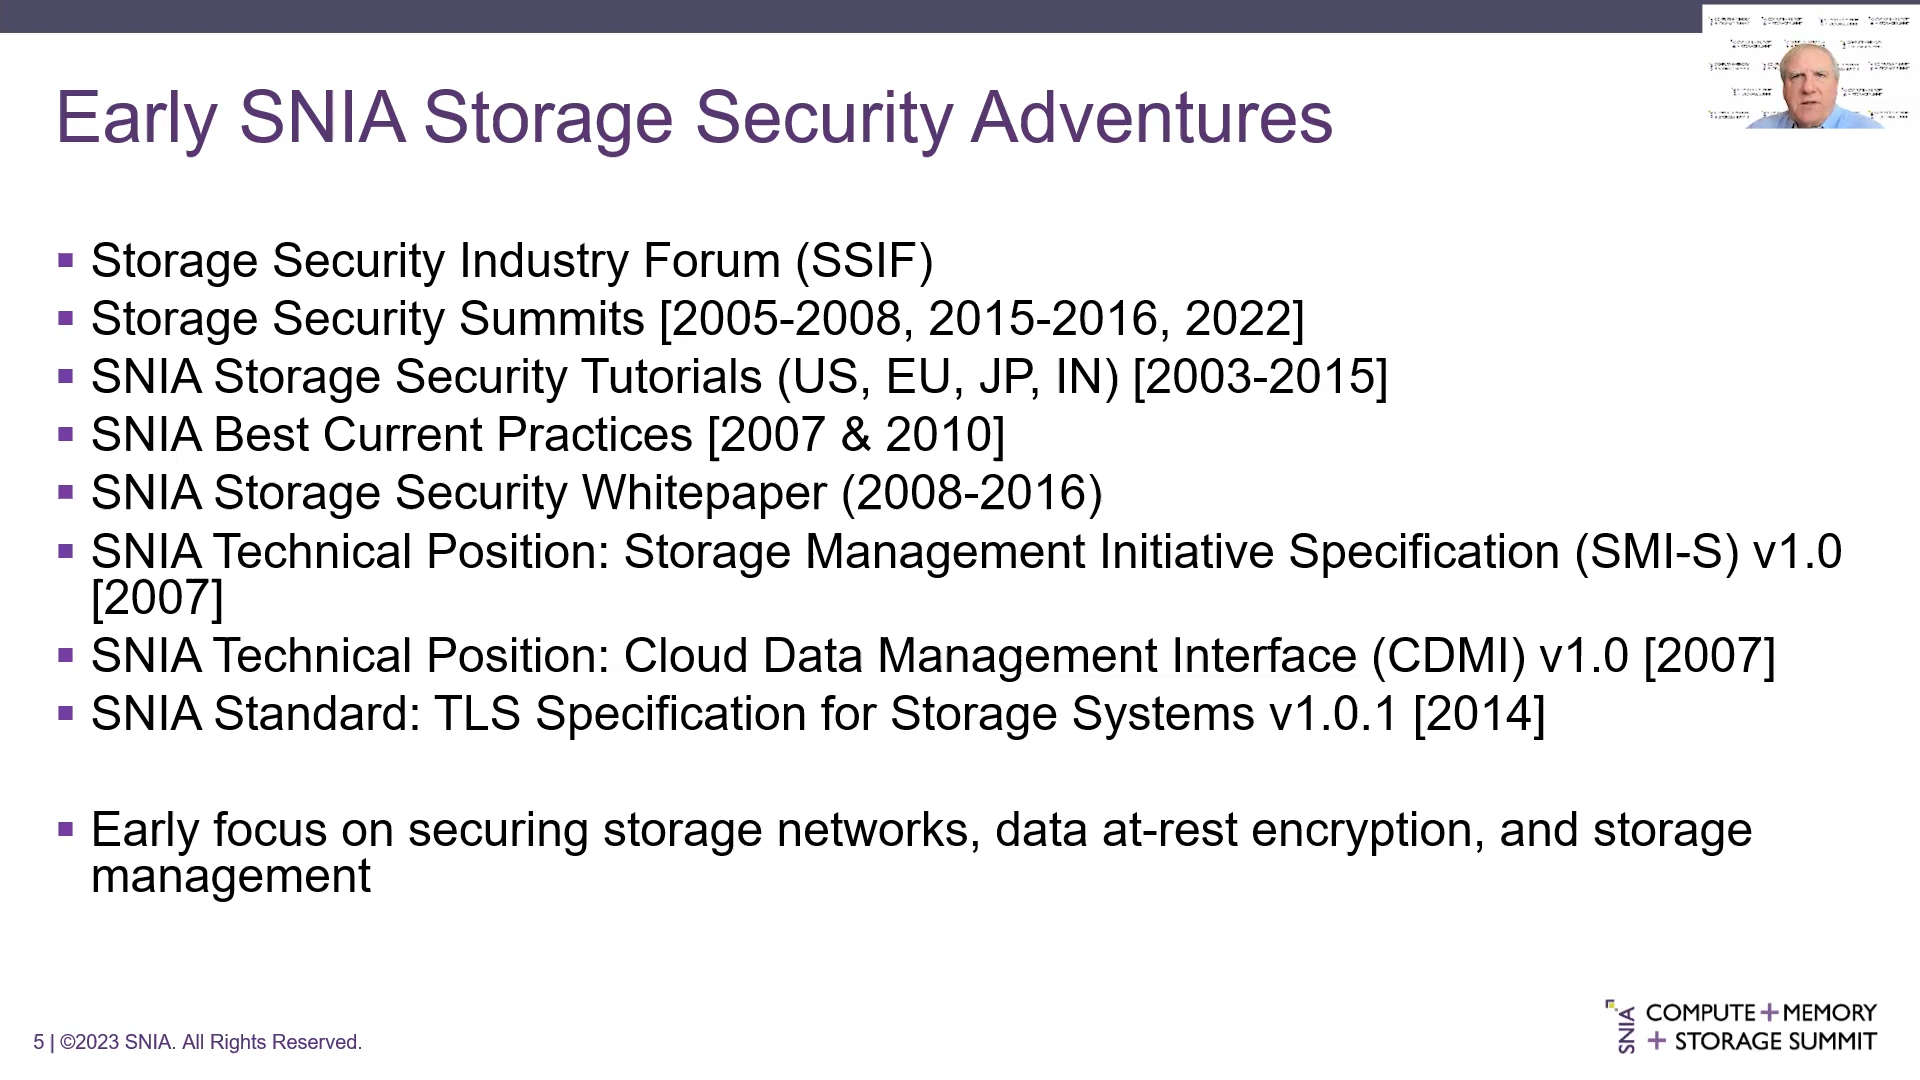 Early SNIA Storage Security Adventures
▪ Storage Security Industry Forum (SSIF)
▪ Storage Security Summits [2005-2008, 2015-2016, 2022]
▪ SNIA Storage Security Tutorials (US, EU, JP, IN) [2003-2015]
▪ SNIA Best Current Practices [2007 & 2010]
▪ SNIA Storage Security Whitepaper (2008-2016)
▪ SNIA Technical Position: Storage Management Initiative Specification (SMI-S) v1.0
[2007]
▪ SNIA Technical Position: Cloud Data Management Interface (CDMI) v1.0 [2007]
▪ SNIA Standard: TLS Specification for Storage Systems v1.0.1 [2014]
▪ Early focus on securing storage networks, data at-rest encryption, and storage
management
5 | ©2023 SNIA. All Rights Reserved.
SNIA
COMPUTE+MEMORY
+ STORAGE SUMMIT